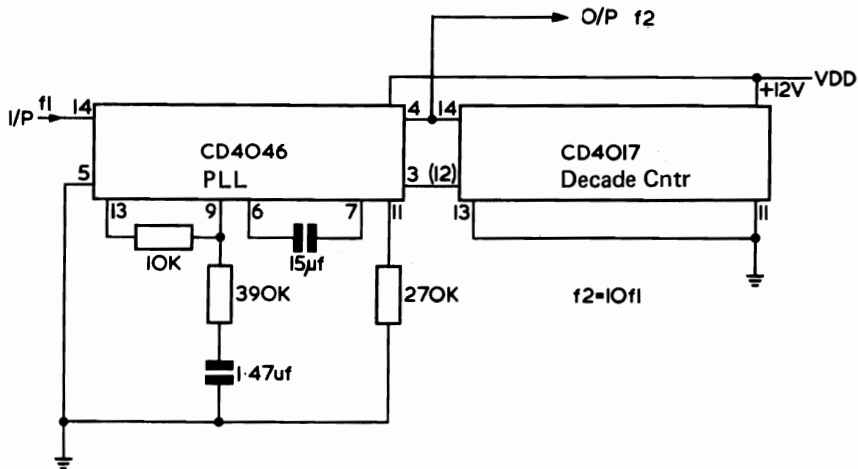 O/P f2
VDD
+12V
f1
I/P
14
CD4046
PLL
4
14
CD4017
Decade Cntr
5
3
(12)
13
9
6
7
11
13
11
10K
15µf
390K
270K
f2=10f1
1·47uf